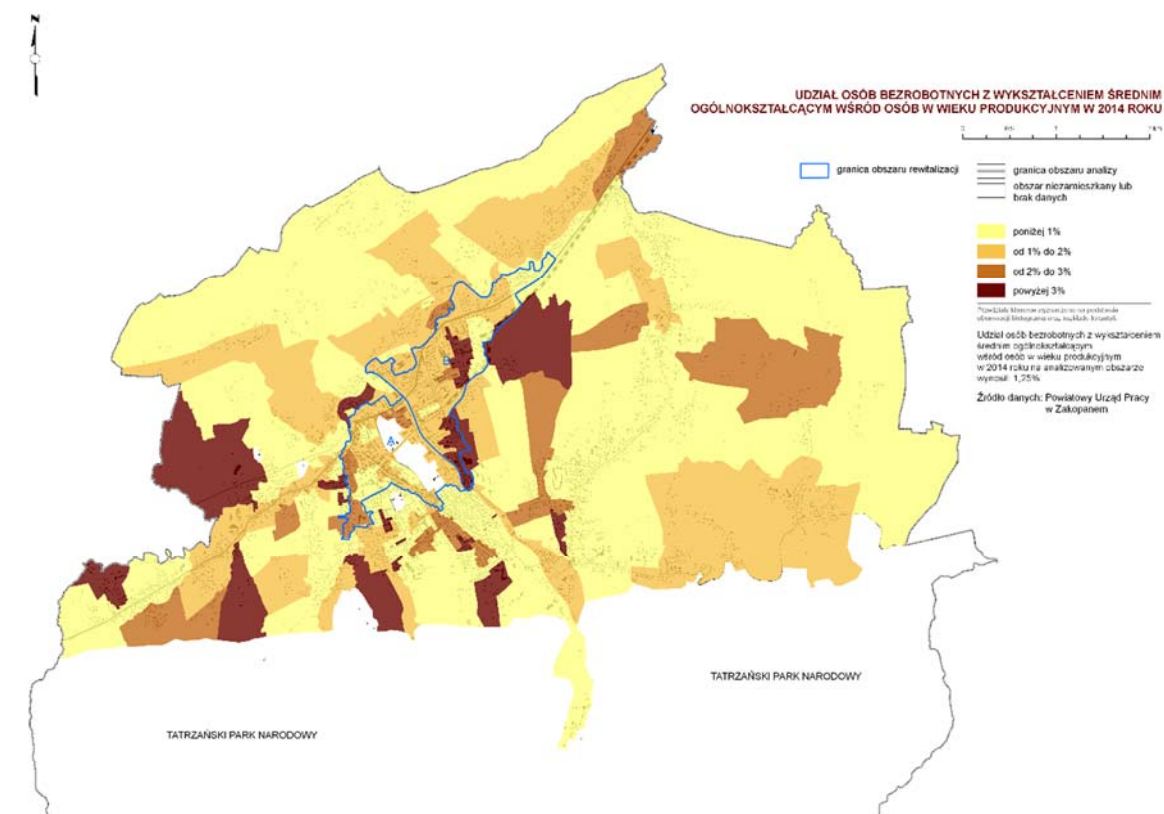 N
UDZIAŁ OSÓB BEZROBOTNYCH Z WYKSZTAŁCENIEM ŚREDNIM
OGÓLNOKSZTAŁCĄCYM WŚRÓD OSÓB W WIEKU PRODUKCYJNYM W 2014 ROKU
granica obszaru rewitalizacji
granica obszaru analizy
obszar niezamieszkany lub
brak danych
poniżej 1%
od 1% do 2%
od 2% do 3%
powyżej 3%
Udział osób bezrobotnych z wykształceniem
średnim ogólnokształcącym
wśród osób w wieku produkcyjnym
w 2014 roku na analizowanym obszarze
wynosił: 1,25%
Źródło danych: Powiatowy Urząd Pracy
w Zakopanem
B
A
TATRZAŃSKI PARK NARODOWY
TATRZAŃSKI PARK NARODOWY